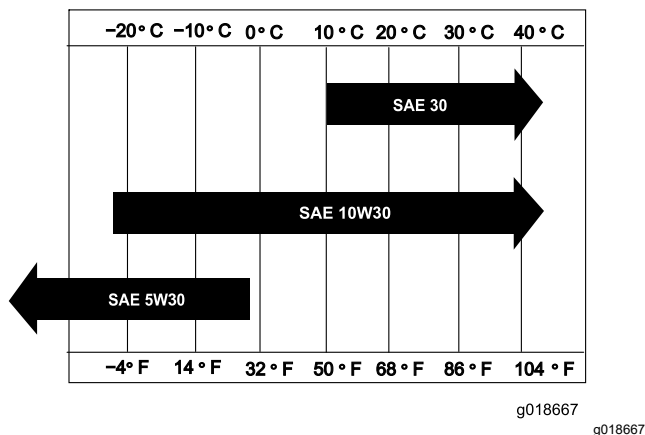 −20° C −10° C 0° C 10° C 20° C 30° C 40° C
SAE 30
SAE 10W30
SAE 5W30
−4° F 14° F 32° F 50° F 68° F 86° F 104° F
g018667
g018667